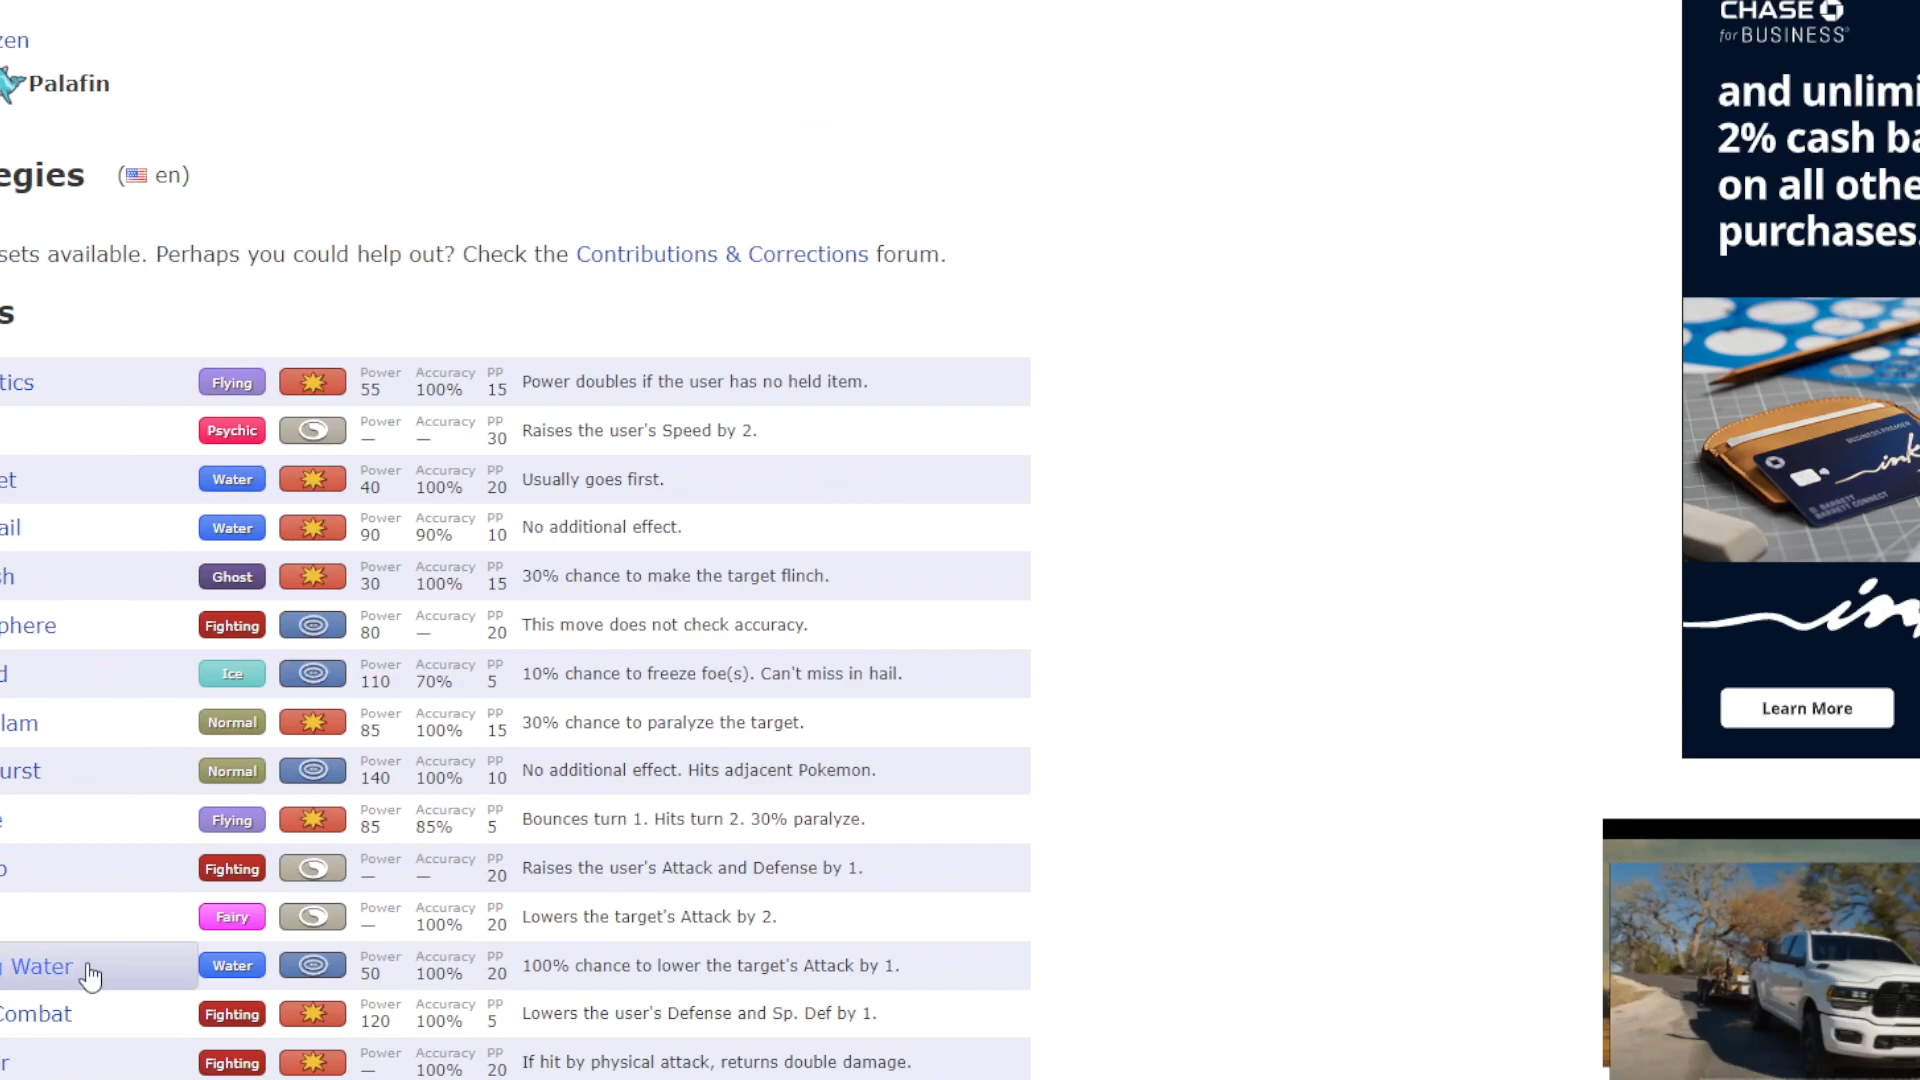 zen
Palafin
egies (en)
sets available. Perhaps you could help out? Check the Contributions & Corrections forum.
s
tics Flying Power 55 Accuracy 100% PP 15 Power doubles if the user has no held item.
Psychic Power — Accuracy — PP 30 Raises the user's Speed by 2.
et Water Power 40 Accuracy 100% PP 20 Usually goes first.
ail Water Power 90 Accuracy 90% PP 10 No additional effect.
sh Ghost Power 30 Accuracy 100% PP 15 30% chance to make the target flinch.
phere Fighting Power 80 Accuracy — PP 20 This move does not check accuracy.
d Ice Power 110 Accuracy 70% PP 5 10% chance to freeze foe(s). Can't miss in hail.
lam Normal Power 85 Accuracy 100% PP 15 30% chance to paralyze the target.
urst Normal Power 140 Accuracy 100% PP 10 No additional effect. Hits adjacent Pokemon.
e Flying Power 85 Accuracy 85% PP 5 Bounces turn 1. Hits turn 2. 30% paralyze.
p Fighting Power — Accuracy — PP 20 Raises the user's Attack and Defense by 1.
Fairy Power — Accuracy 100% PP 20 Lowers the target's Attack by 2.
g Water Water Power 50 Accuracy 100% PP 20 100% chance to lower the target's Attack by 1.
Combat Fighting Power 120 Accuracy 100% PP 5 Lowers the user's Defense and Sp. Def by 1.
r Fighting Power — Accuracy 100% PP 20 If hit by physical attack, returns double damage.
CHASE
for BUSINESS
and unlimi
2% cash ba
on all othe
purchases.
BUSINESS PREMIER
ink
D. BARRETT
BARRETT CONNECT
ink
Learn More